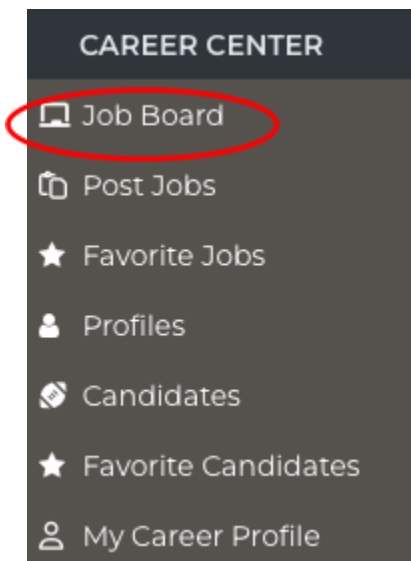 CAREER CENTER
Job Board
Post Jobs
Favorite Jobs
Profiles
Candidates
Favorite Candidates
My Career Profile